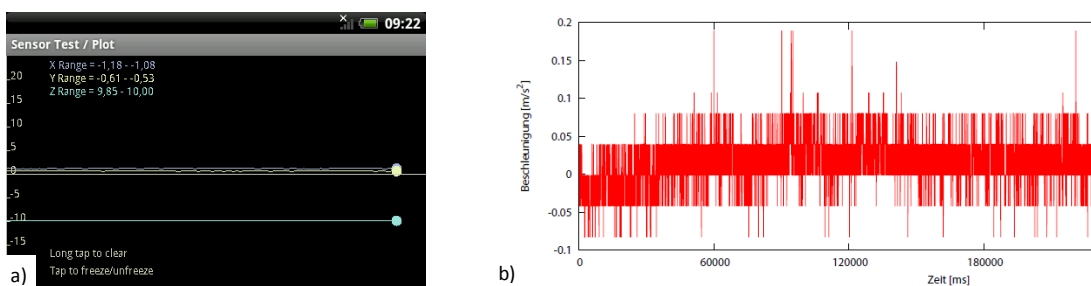 09:22
Sensor Test / Plot
X Range = -1,18 - -1,08
Y Range = -0,61 - -0,53
Z Range = 9,85 - 10,00
20
15
10
5
0
-5
-10
-15
Long tap to clear
Tap to freeze/unfreeze
a)
b)
Beschleunigung [m/s²]
0.2
0.15
0.1
0.05
0
-0.05
-0.1
0 60000 120000 180000
Zeit [ms]